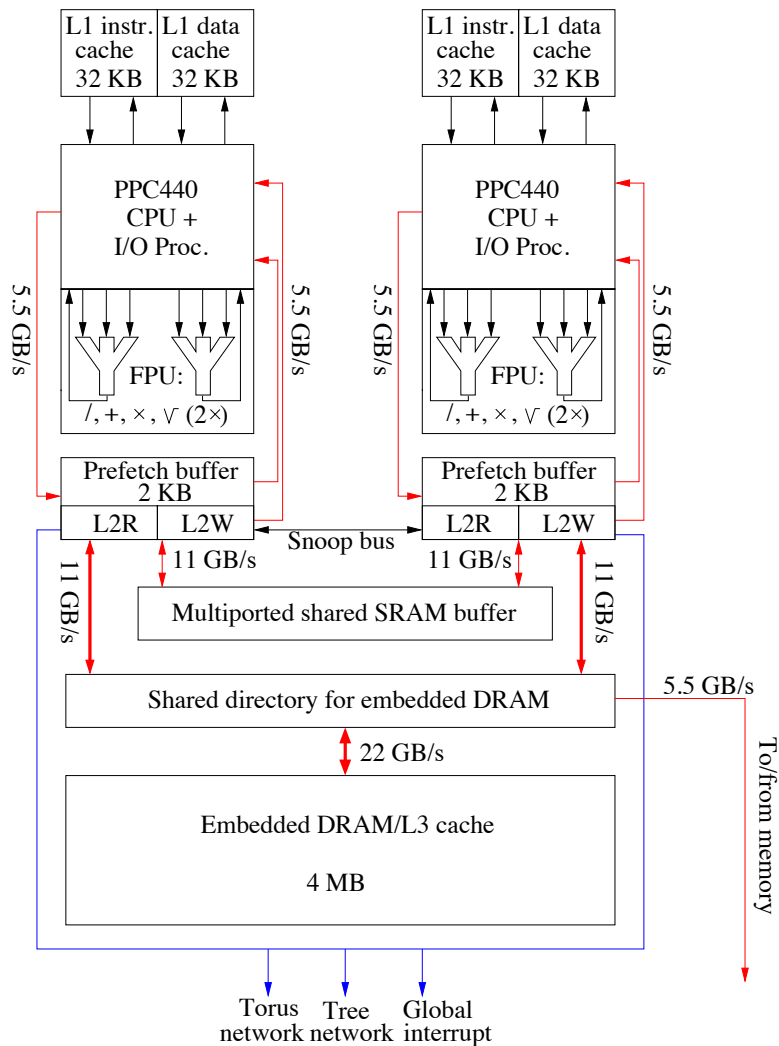 L1 instr.
cache
32 KB
L1 data
cache
32 KB
L1 instr.
cache
32 KB
L1 data
cache
32 KB
PPC440
CPU +
I/O Proc.
PPC440
CPU +
I/O Proc.
5.5 GB/s
5.5 GB/s
5.5 GB/s
5.5 GB/s
FPU:
/, +, ×, √ (2×)
FPU:
/, +, ×, √ (2×)
Prefetch buffer
2 KB
Prefetch buffer
2 KB
L2R
L2W
L2R
L2W
Snoop bus
11 GB/s
11 GB/s
11 GB/s
11 GB/s
Multiported shared SRAM buffer
Shared directory for embedded DRAM
5.5 GB/s
22 GB/s
To/from memory
Embedded DRAM/L3 cache
4 MB
Torus
network
Tree
network
Global
interrupt